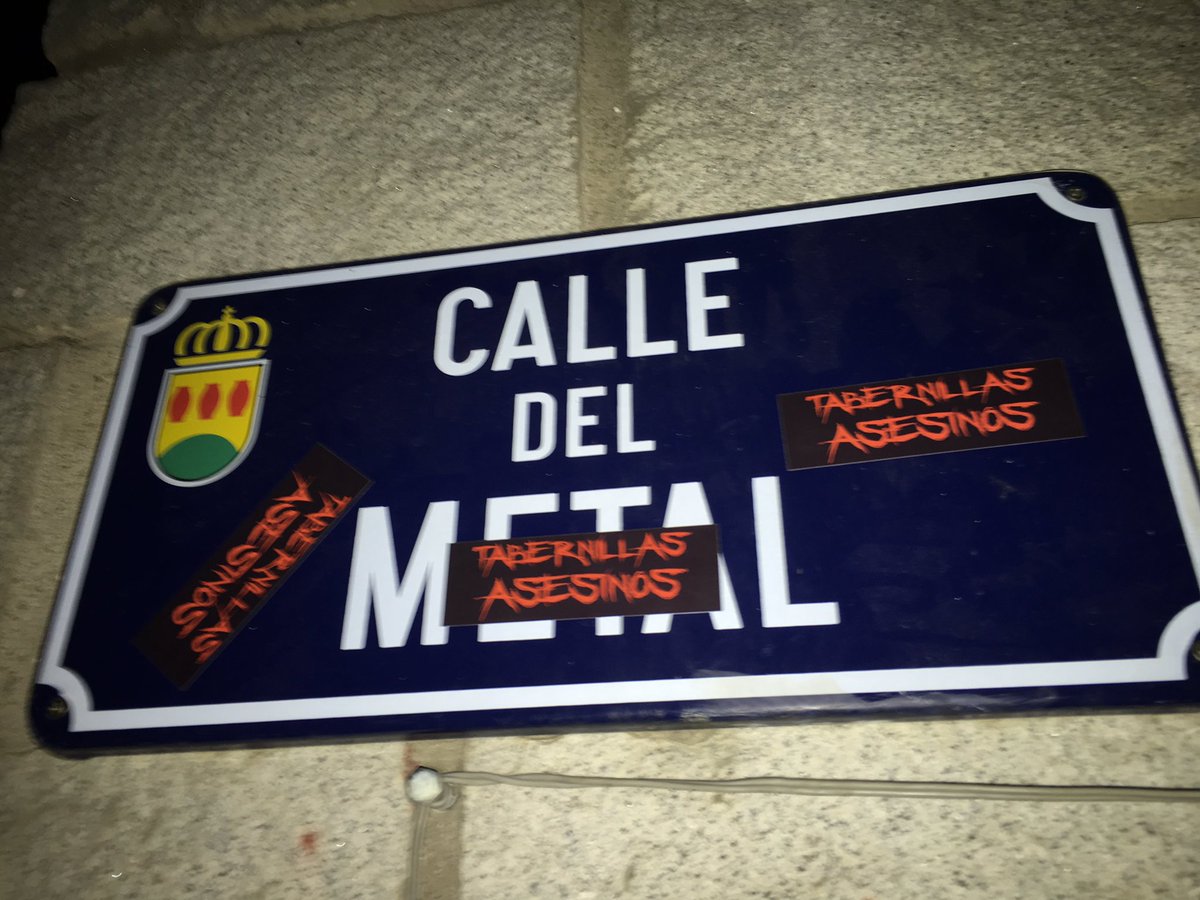 CALLE
DEL
METAL
TABERNILLAS
ASESINOS
TABERNILLAS
ASESINOS
TABERNILLAS
ASESINOS